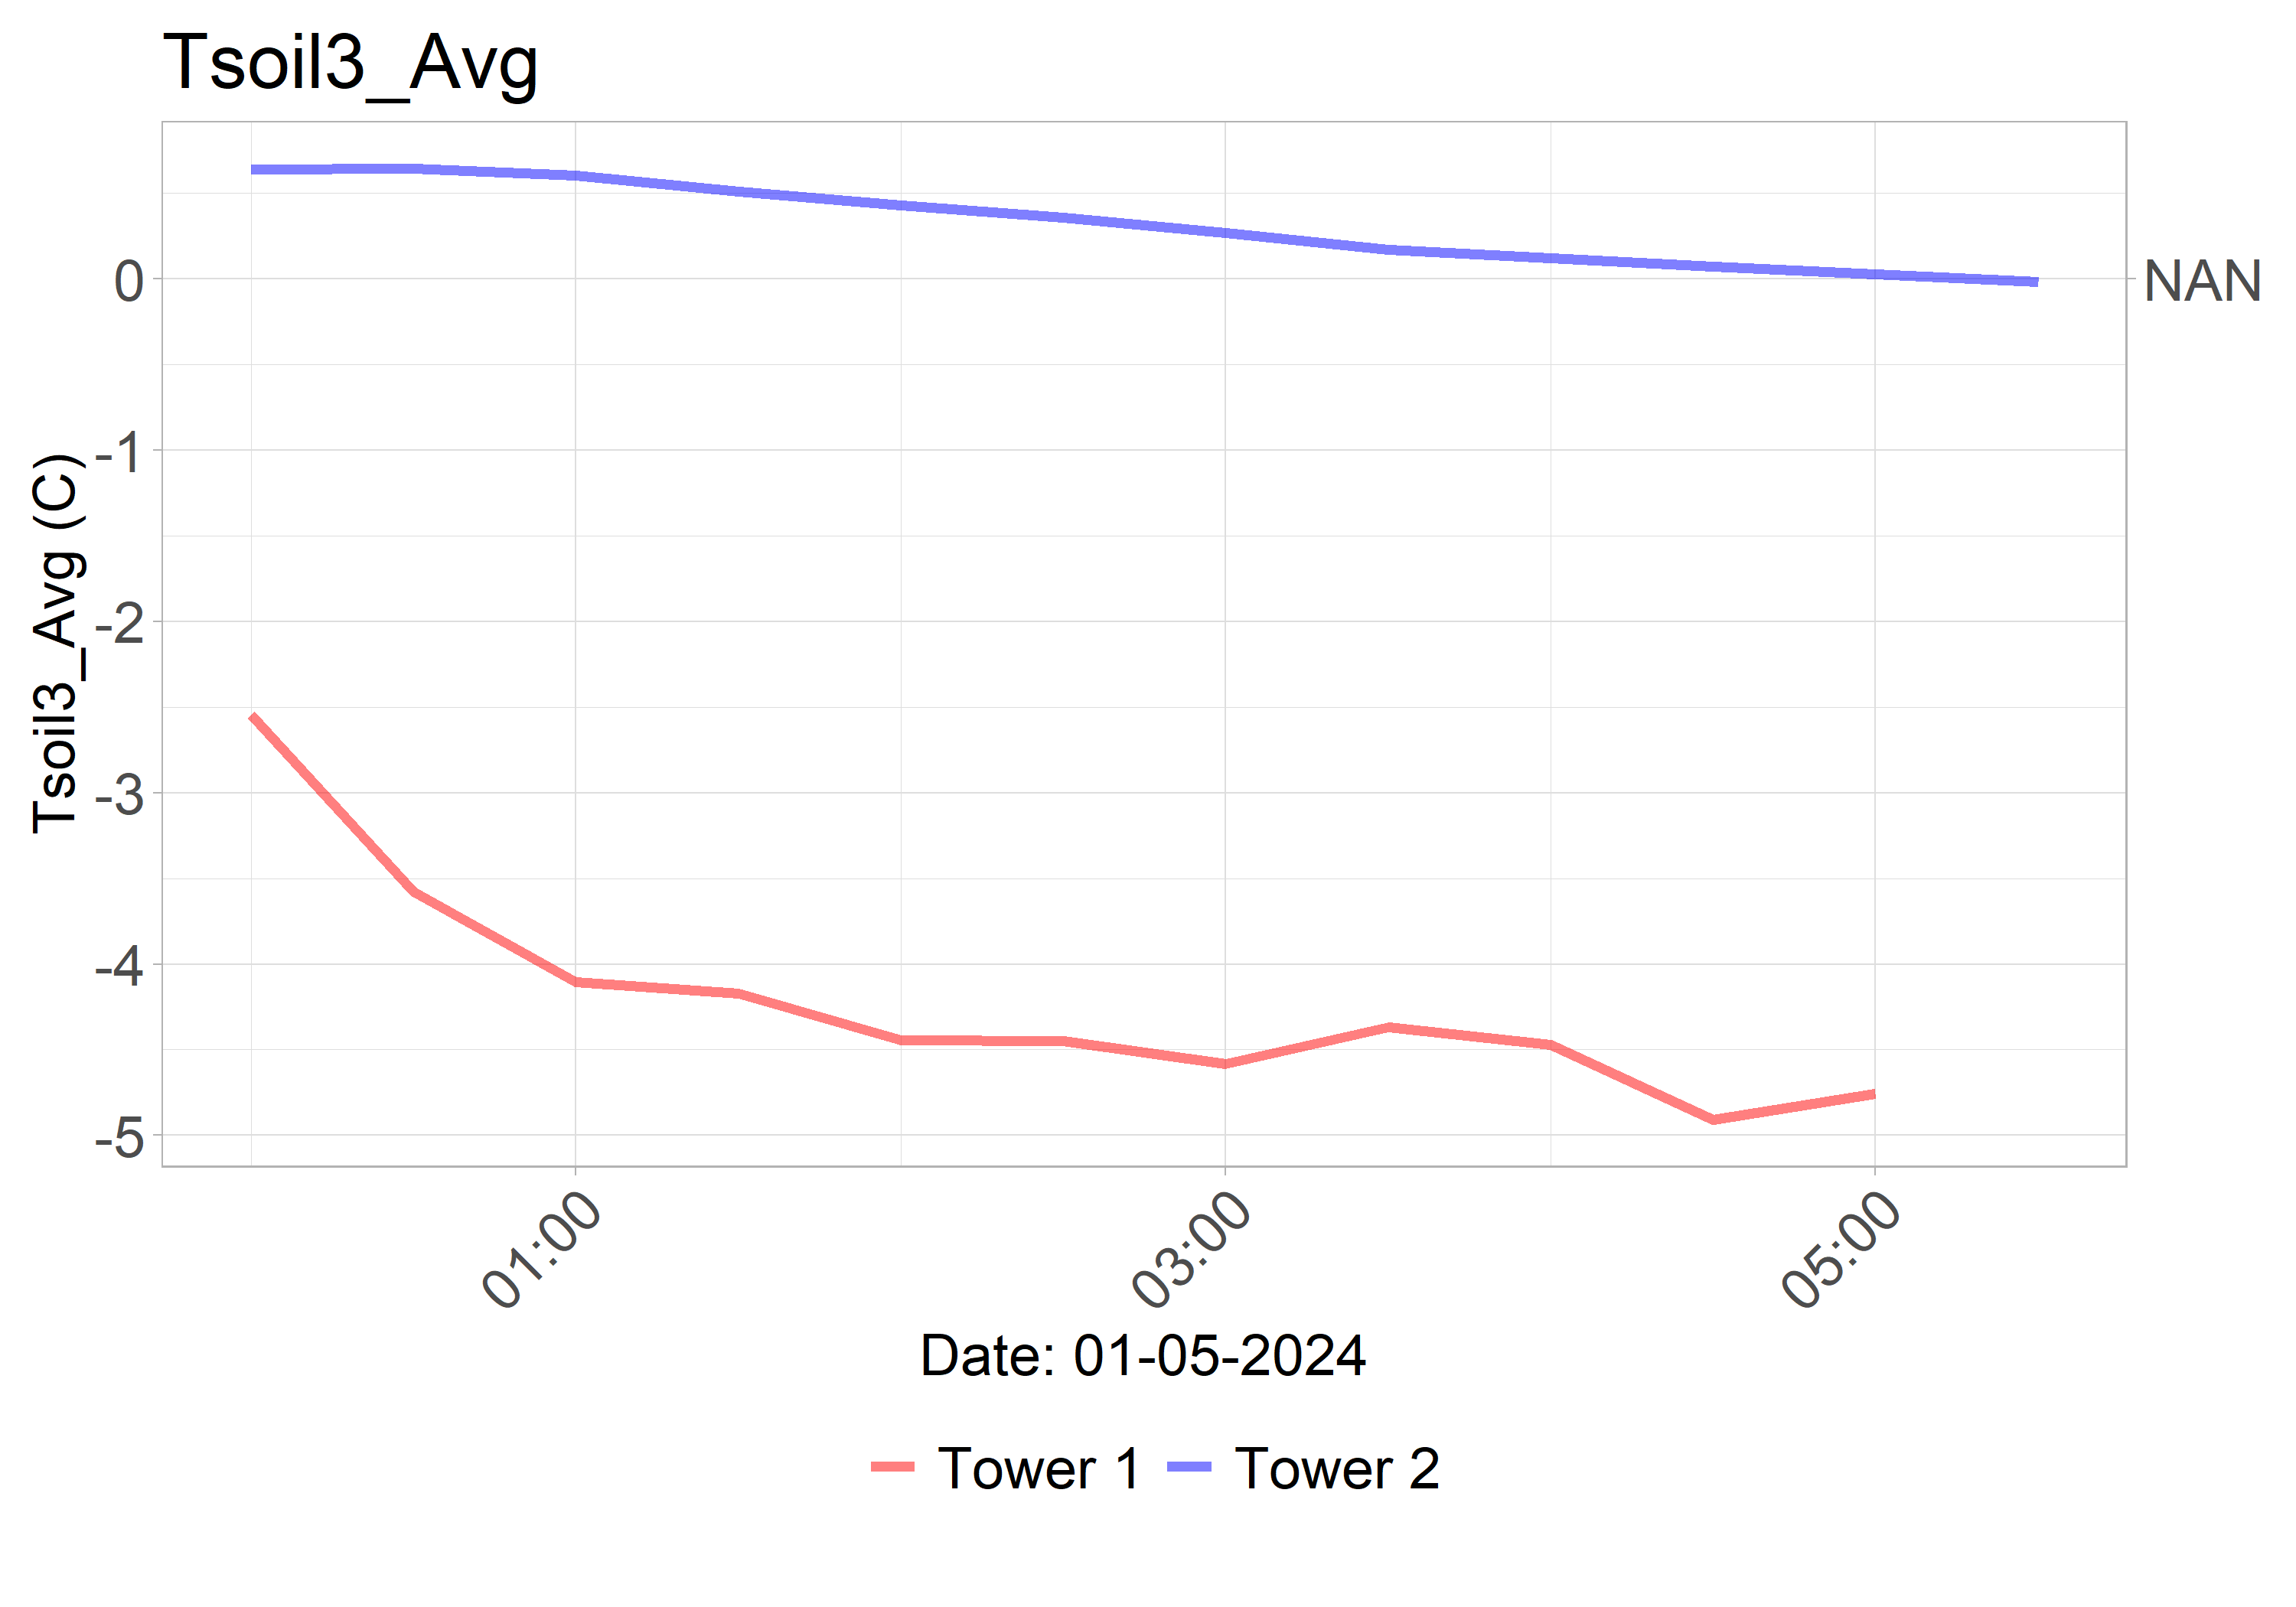 Tsoil3_Avg
Tsoil3_Avg (C)
0
-1
-2
-3
-4
-5
NAN
01:00
03:00
05:00
Date: 01-05-2024
Tower 1
Tower 2